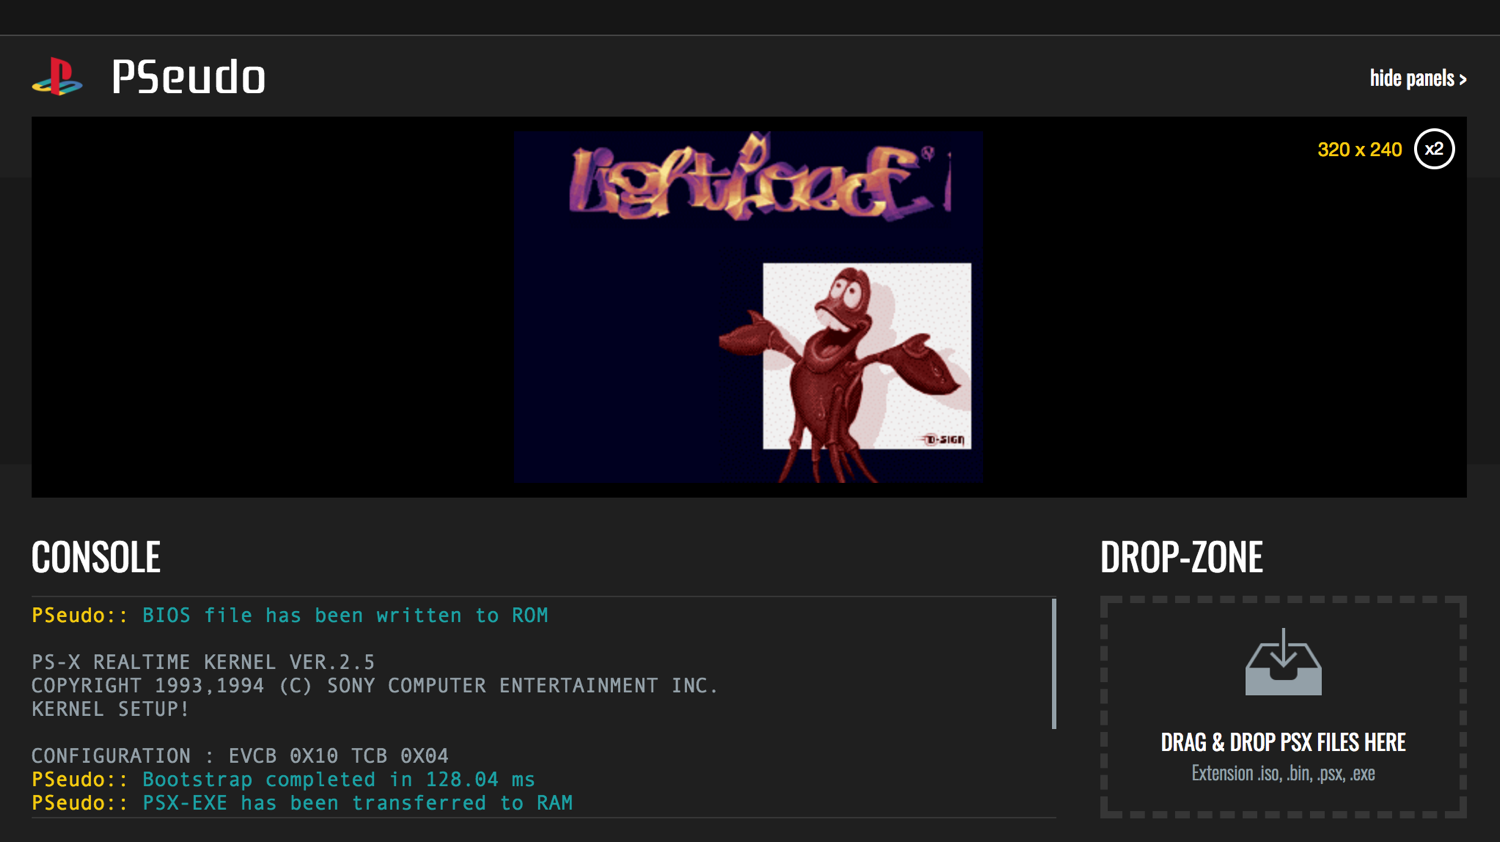 PSeudo
hide panels >
320 x 240
x2
Lightforce
D-SIGN
CONSOLE
PSeudo:: BIOS file has been written to ROM
PS-X REALTIME KERNEL VER.2.5
COPYRIGHT 1993,1994 (C) SONY COMPUTER ENTERTAINMENT INC.
KERNEL SETUP!
CONFIGURATION : EVCB 0X10 TCB 0X04
PSeudo:: Bootstrap completed in 128.04 ms
PSeudo:: PSX-EXE has been transferred to RAM
DROP-ZONE
DRAG & DROP PSX FILES HERE
Extension .iso, .bin, .psx, .exe